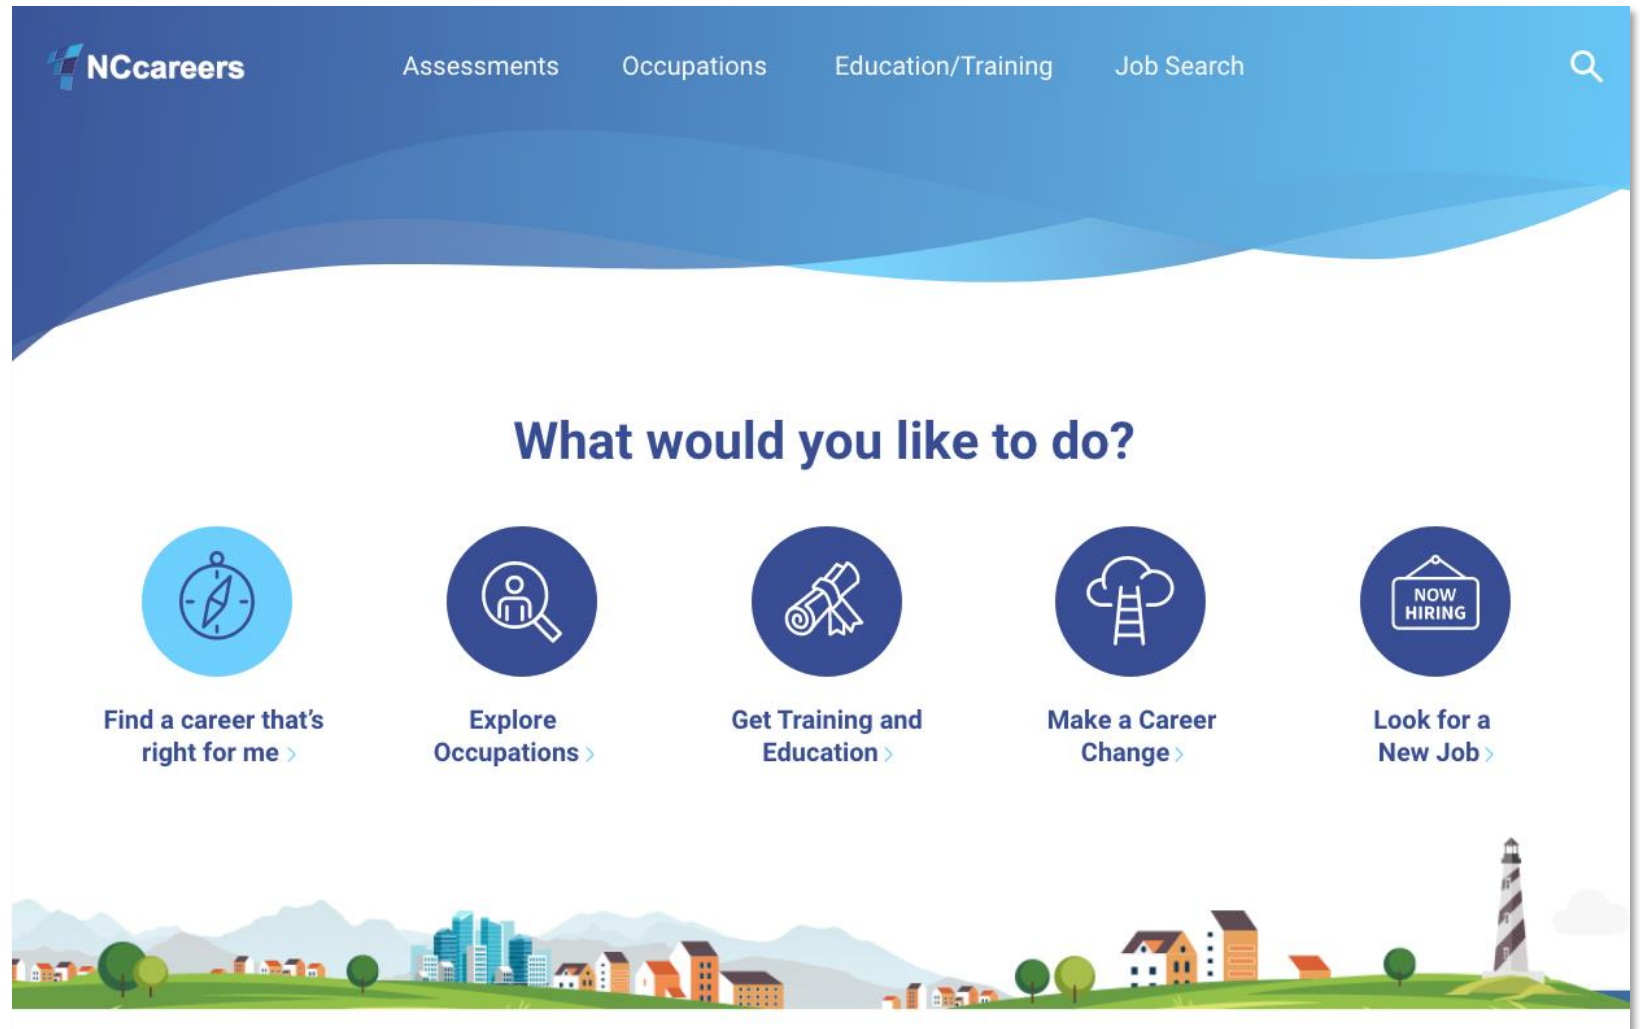 NCcareers
Assessments
Occupations
Education/Training
Job Search
What would you like to do?
NOW
HIRING
Find a career that's
right for me
Explore
Occupations
Get Training and
Education
Make a Career
Change
Look for a
New Job